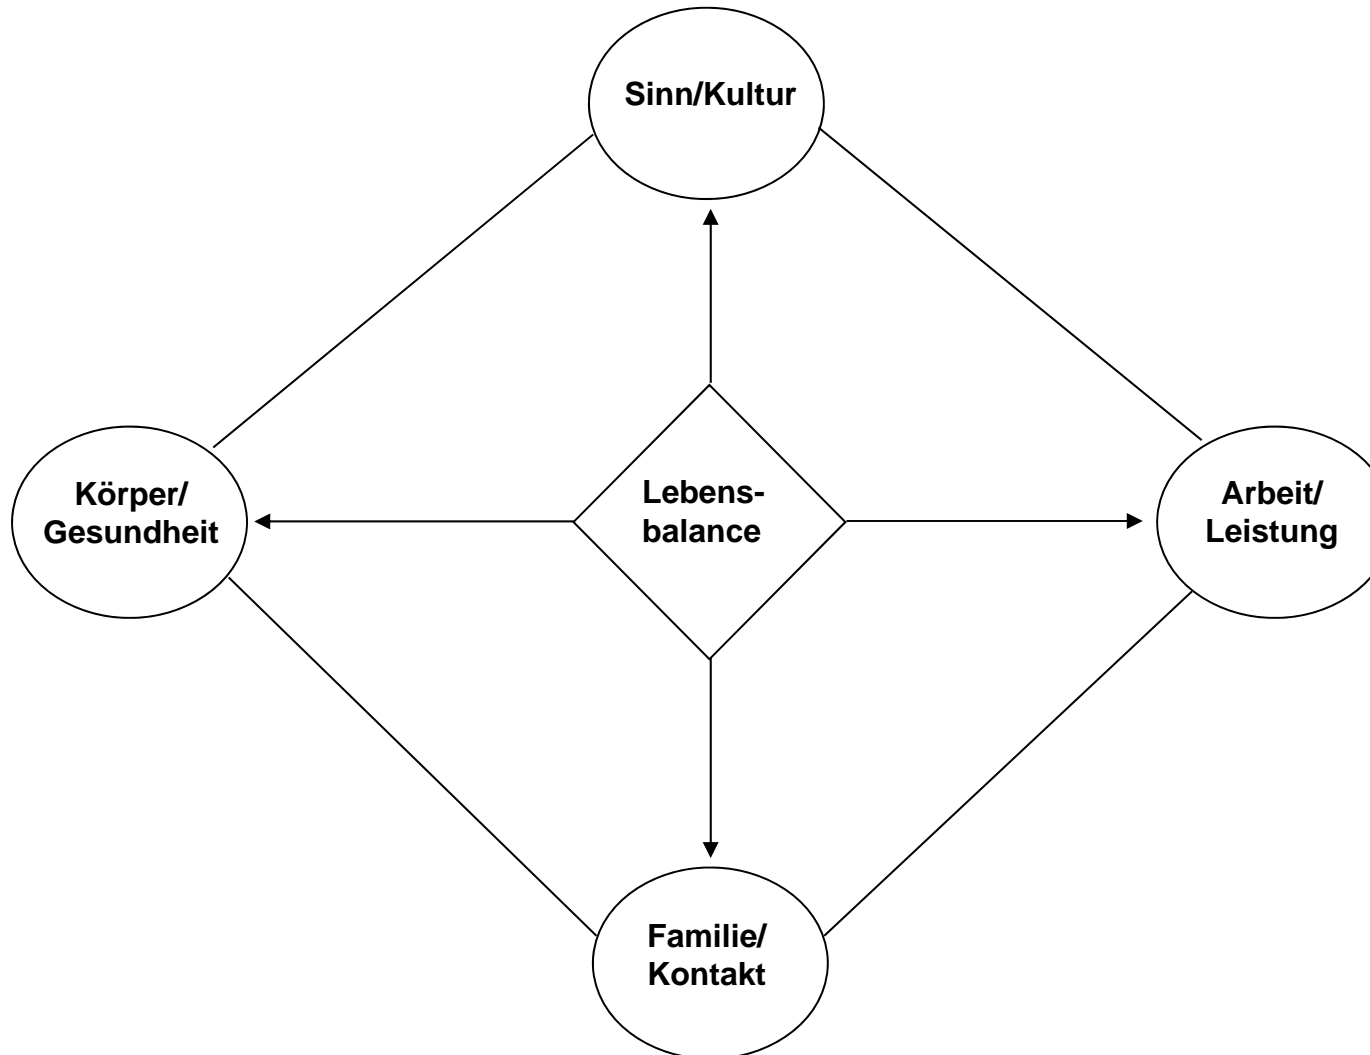 Sinn/Kultur
Körper/
Gesundheit
Lebens-
balance
Arbeit/
Leistung
Familie/
Kontakt